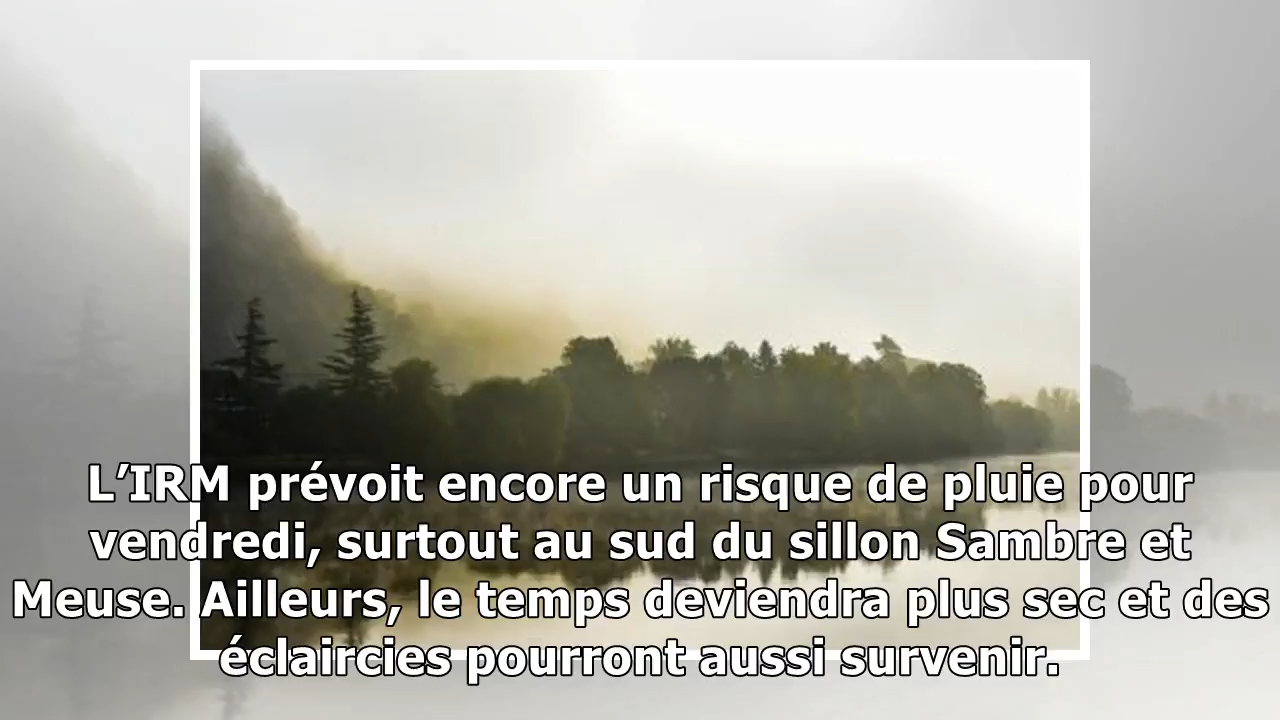 L’IRM prévoit encore un risque de pluie pour
vendredi, surtout au sud du sillon Sambre et
Meuse. Ailleurs, le temps deviendra plus sec et des
éclaircies pourront aussi survenir.